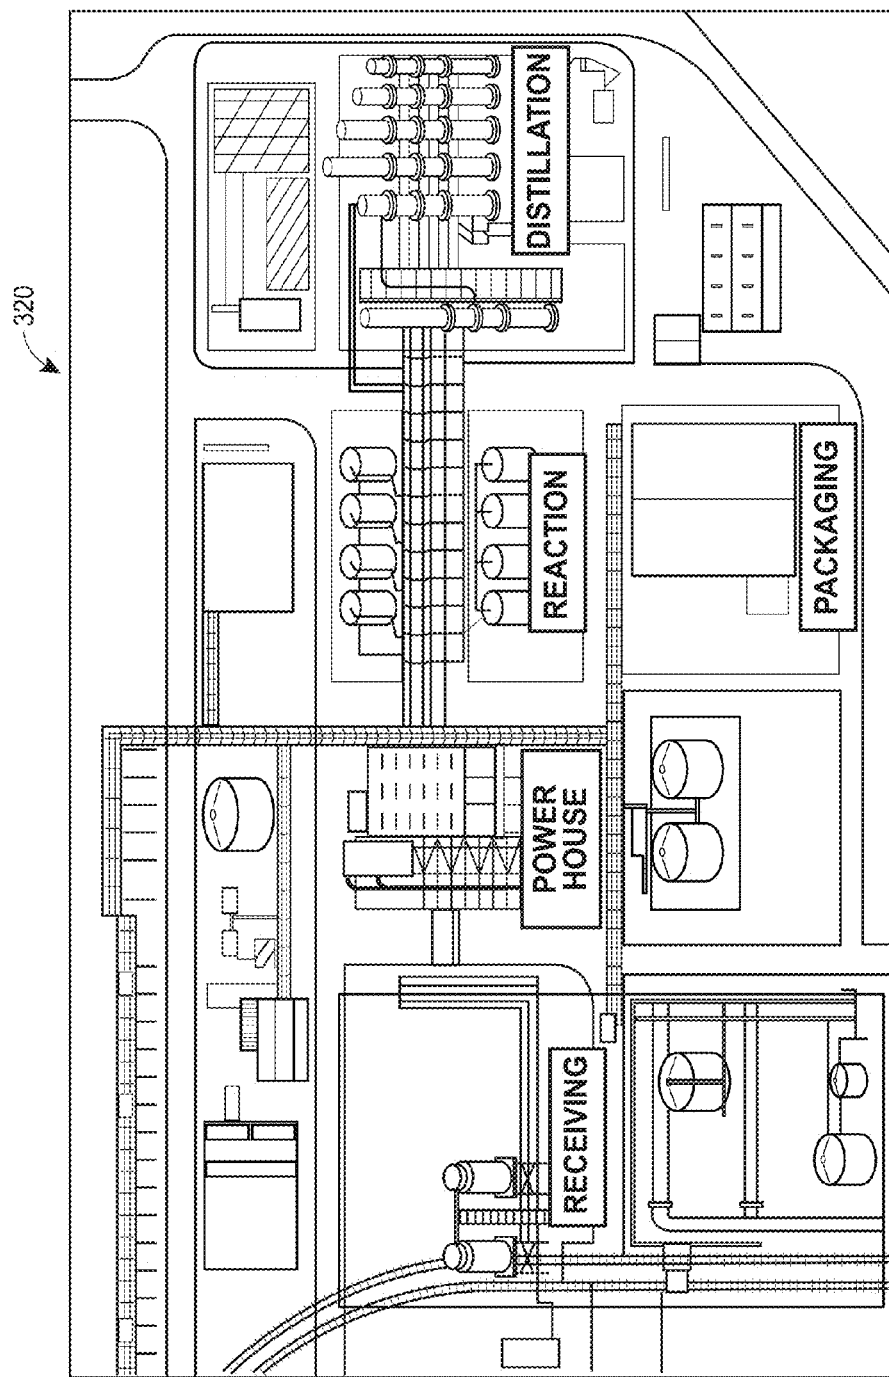 320
DISTILLATION
REACTION
PACKAGING
POWER
HOUSE
RECEIVING